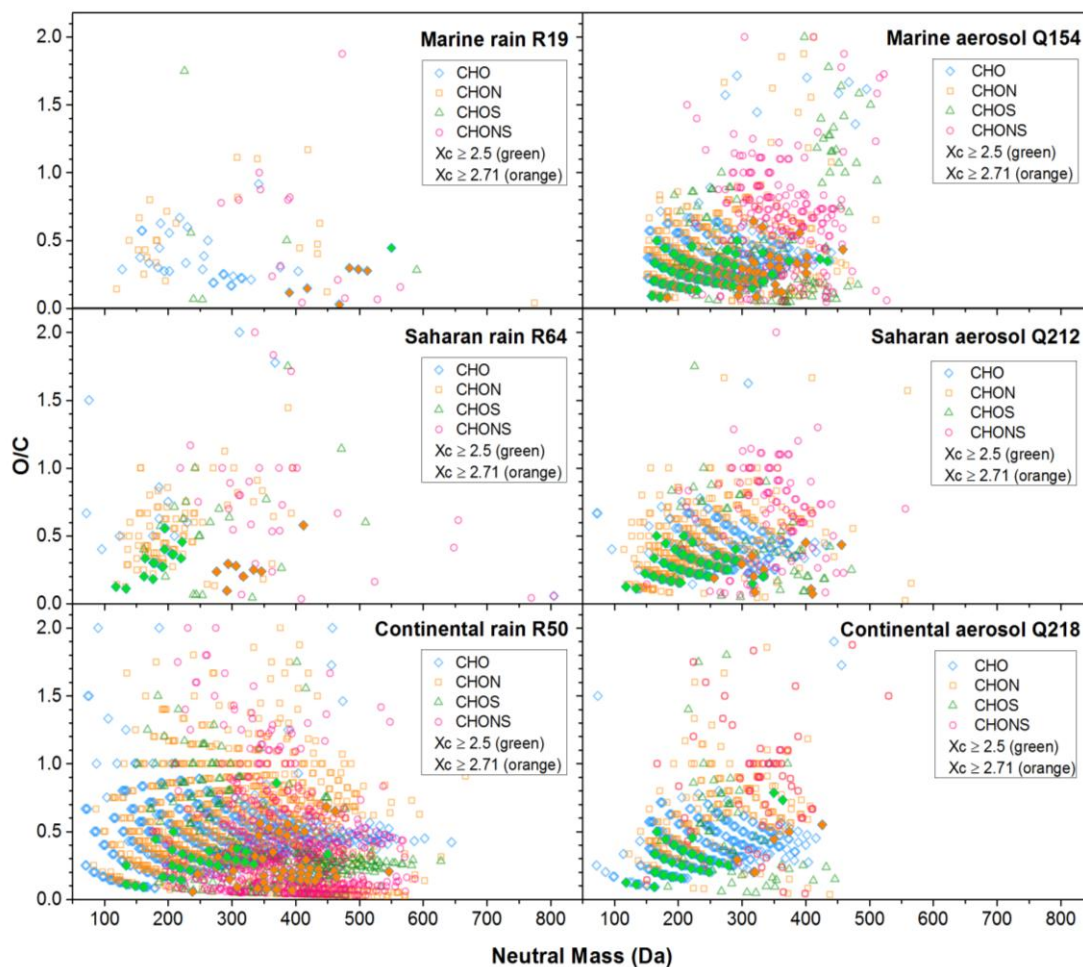 Marine rain R19
CHO
CHON
CHOS
CHONS
Xc ≥ 2.5 (green)
Xc ≥ 2.71 (orange)
2.0
1.5
1.0
0.5
0.0
Marine aerosol Q154
CHO
CHON
CHOS
CHONS
Xc ≥ 2.5 (green)
Xc ≥ 2.71 (orange)
Saharan rain R64
CHO
CHON
CHOS
CHONS
Xc ≥ 2.5 (green)
Xc ≥ 2.71 (orange)
2.0
1.5
1.0
0.5
0.0
Saharan aerosol Q212
CHO
CHON
CHOS
CHONS
Xc ≥ 2.5 (green)
Xc ≥ 2.71 (orange)
O/C
Continental rain R50
CHO
CHON
CHOS
CHONS
Xc ≥ 2.5 (green)
Xc ≥ 2.71 (orange)
2.0
1.5
1.0
0.5
0.0
Continental aerosol Q218
CHO
CHON
CHOS
CHONS
Xc ≥ 2.5 (green)
Xc ≥ 2.71 (orange)
100 200 300 400 500 600 700 800
100 200 300 400 500 600 700 800
Neutral Mass (Da)